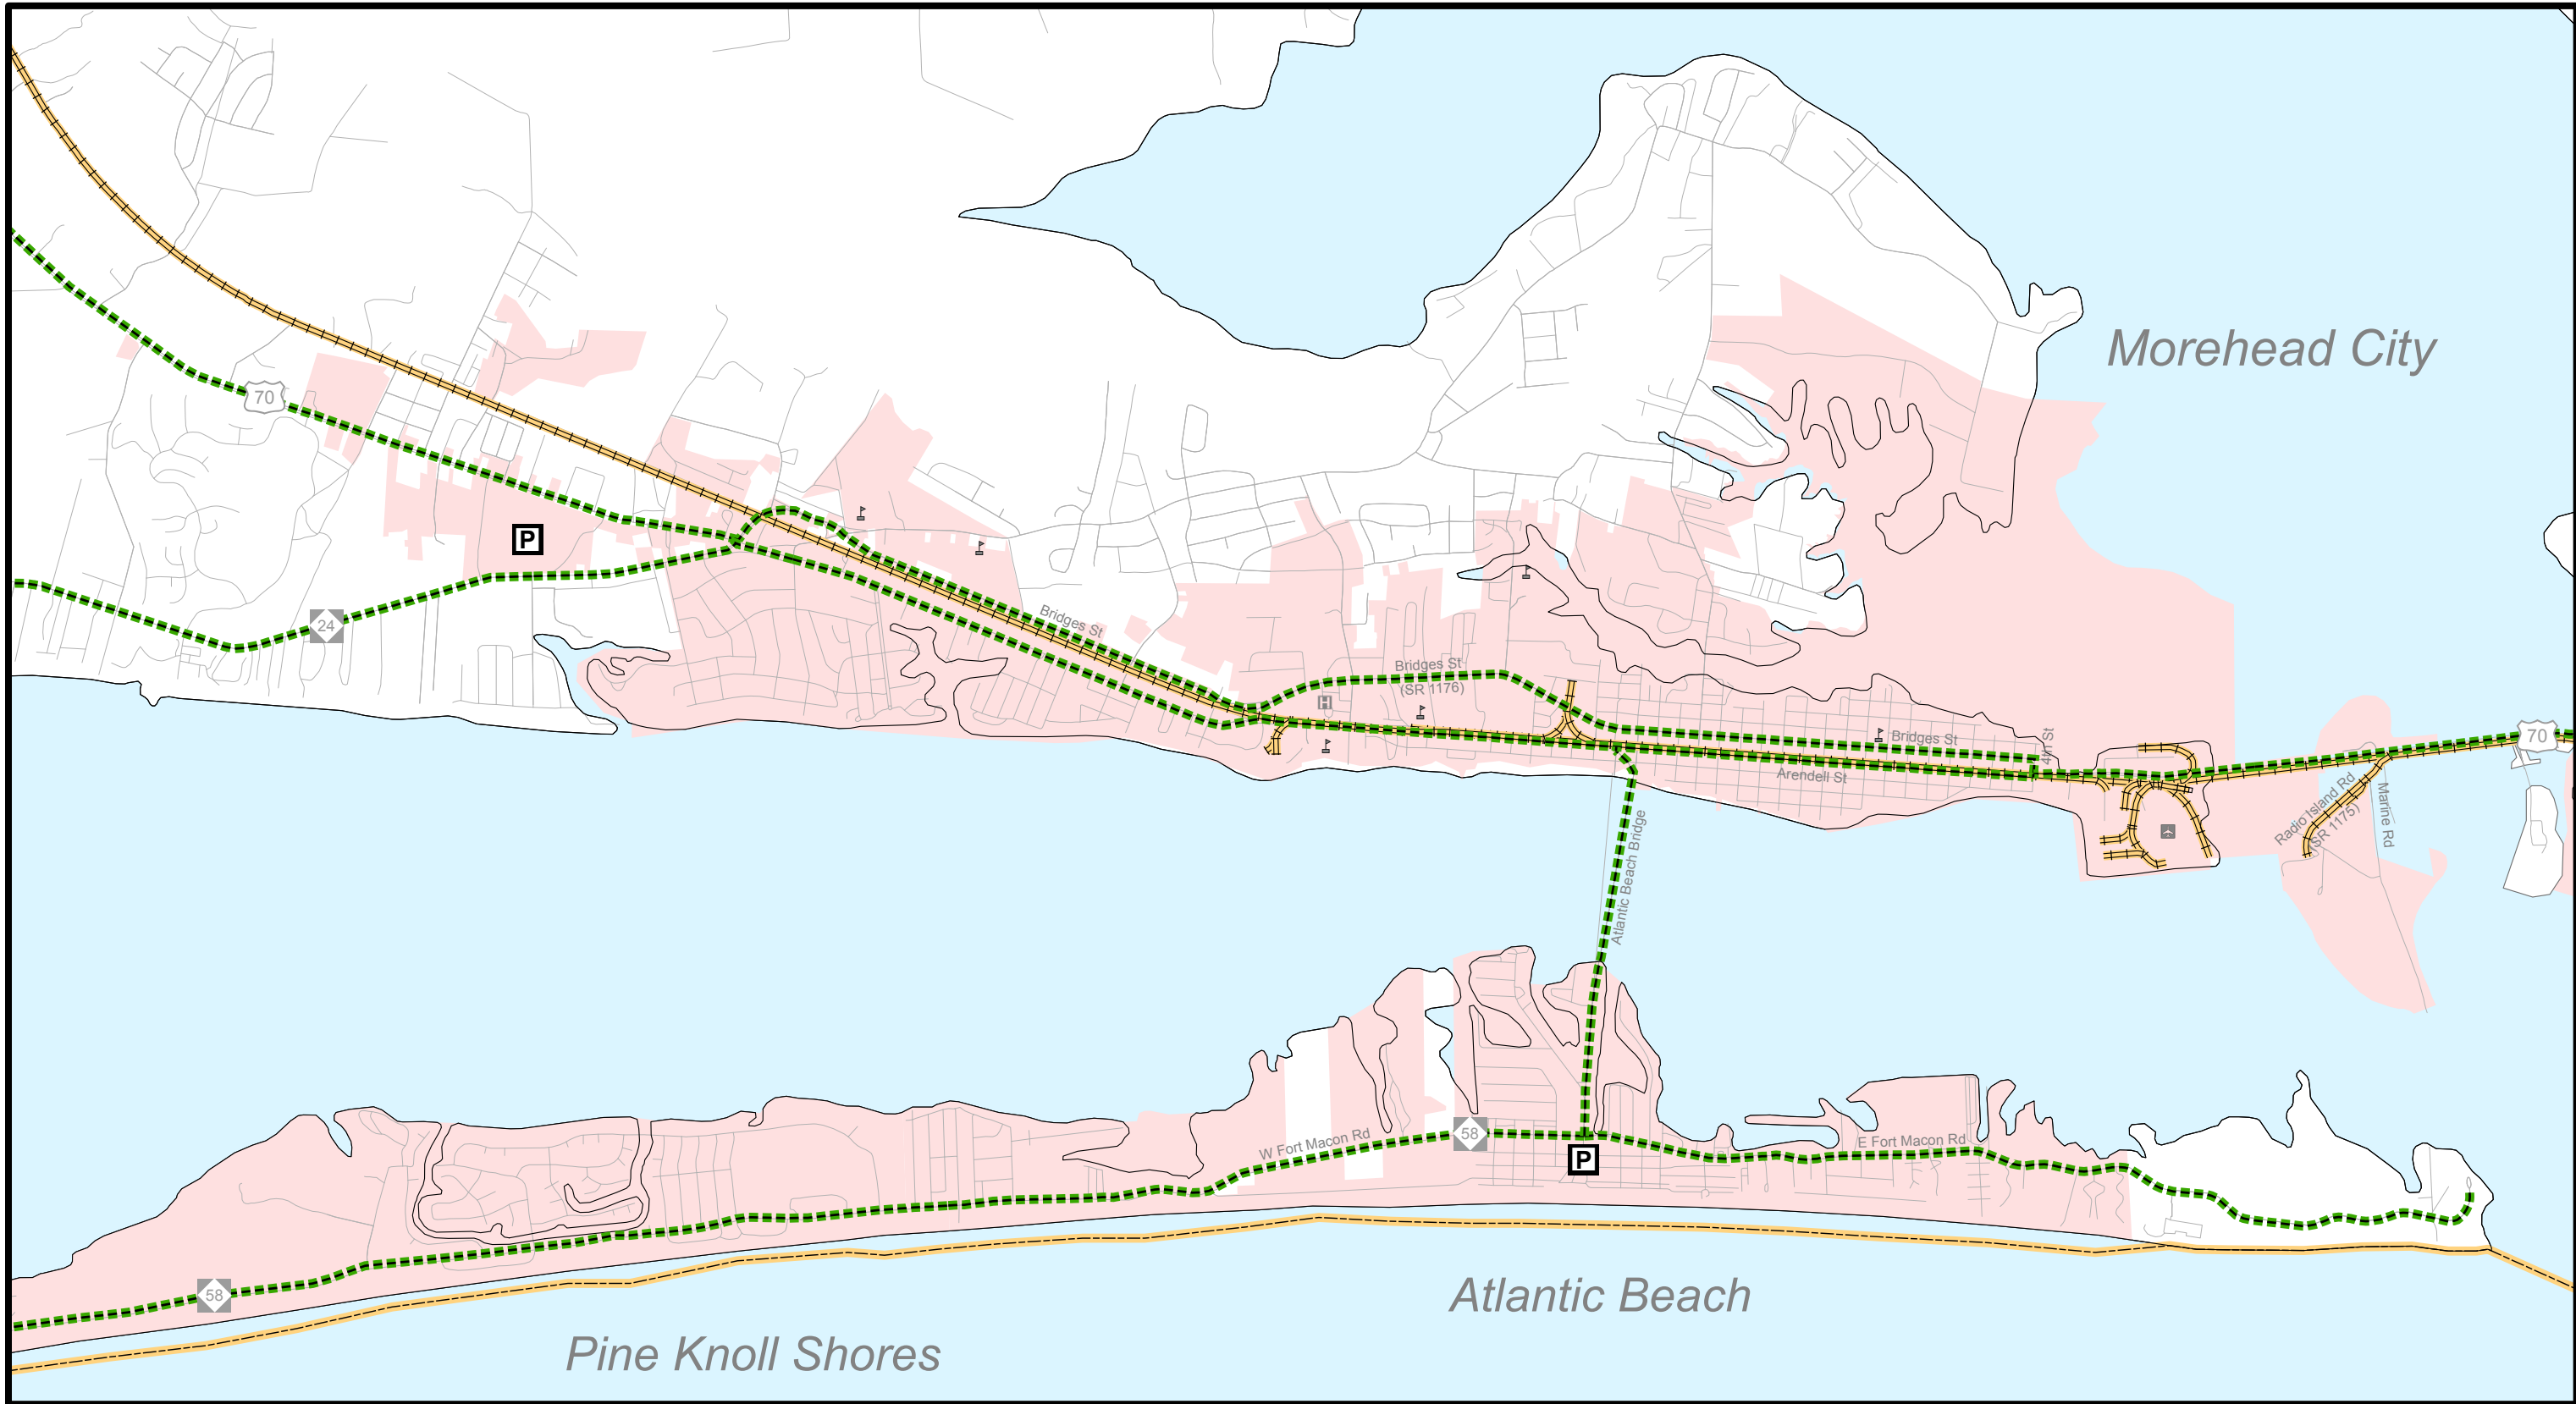 Morehead City
70
P
24
Bridges St
Bridges St
(SR 1176)
H
Bridges St
4th St
70
Arendell St
Radio Island Rd
(SR 1175)
Marine Rd
Atlantic Beach Bridge
58
W Fort Macon Rd
E Fort Macon Rd
P
58
Atlantic Beach
Pine Knoll Shores